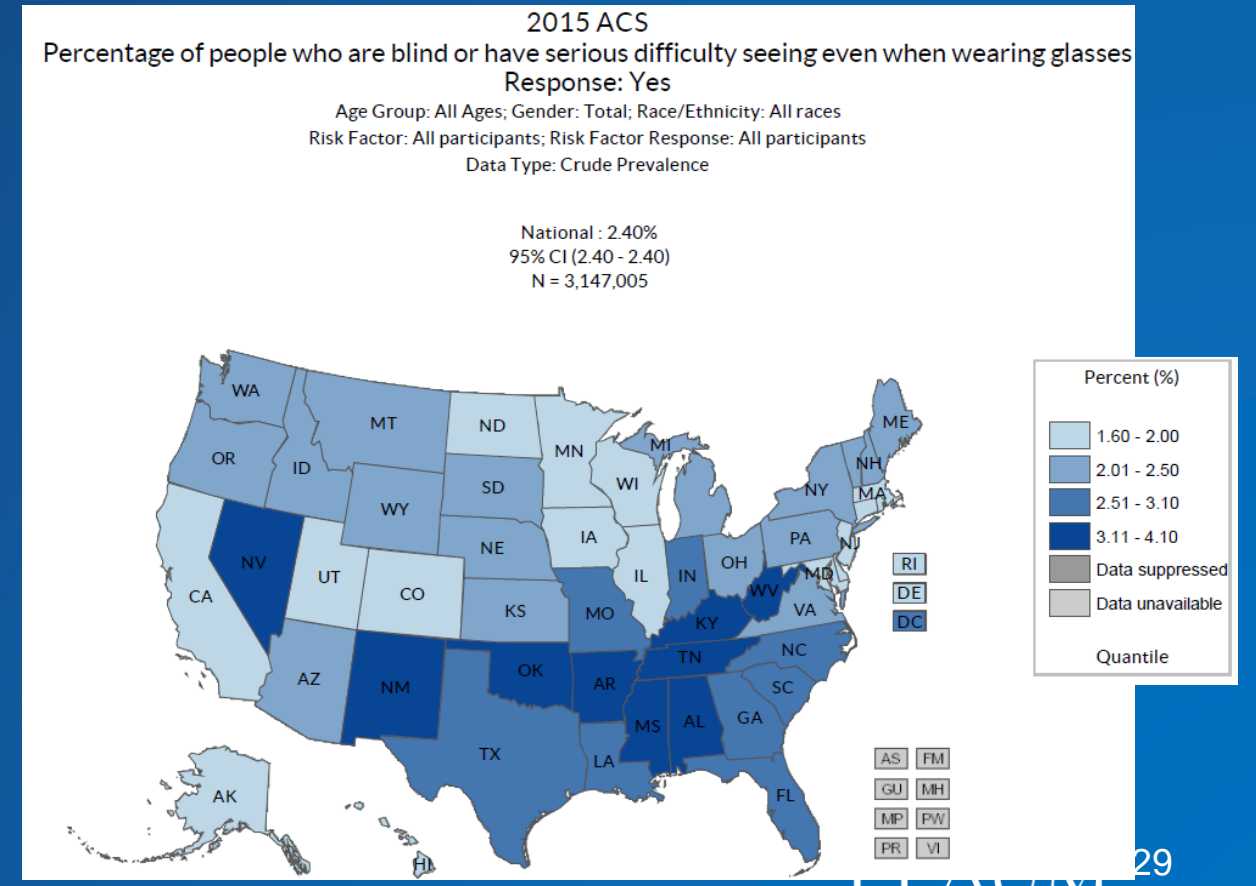 2015 ACS
Percentage of people who are blind or have serious difficulty seeing even when wearing glasses
Response: Yes
Age Group: All Ages; Gender: Total; Race/Ethnicity: All races
Risk Factor: All participants; Risk Factor Response: All participants
Data Type: Crude Prevalence
National : 2.40%
95% CI (2.40 - 2.40)
N = 3,147,005
Percent (%)
1.60 - 2.00
2.01 - 2.50
2.51 - 3.10
3.11 - 4.10
Data suppressed
Data unavailable
Quantile
WA
MT
ND
MN
MI
ME
OR
ID
SD
WI
NH
NY
MA
WY
NE
IA
PA
NJ
NV
UT
CO
IL
IN
OH
MD
RI
CA
KS
MO
WV
VA
DE
KY
DC
AZ
NM
OK
AR
TN
NC
SC
MS
AL
GA
TX
LA
FL
AK
HI
AS FM
GU MH
MP PW
PR VI
29